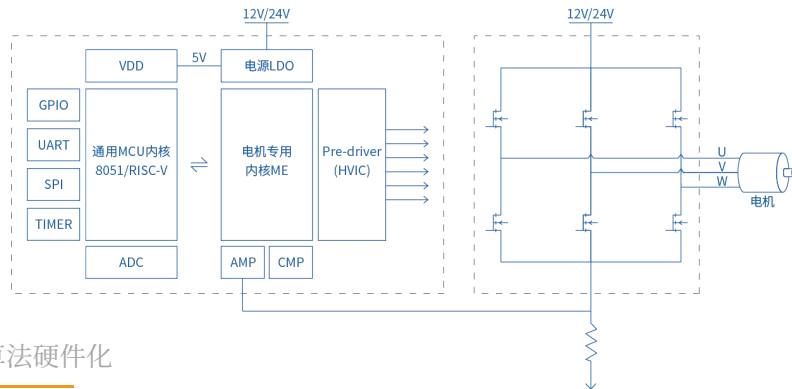 12V/24V
12V/24V
VDD
5V
电源LDO
GPIO
UART
SPI
TIMER
通用MCU内核
8051/RISC-V
电机专用
内核ME
Pre-driver
(HVIC)
ADC
AMP
CMP
U
V
W
电机
算法硬件化